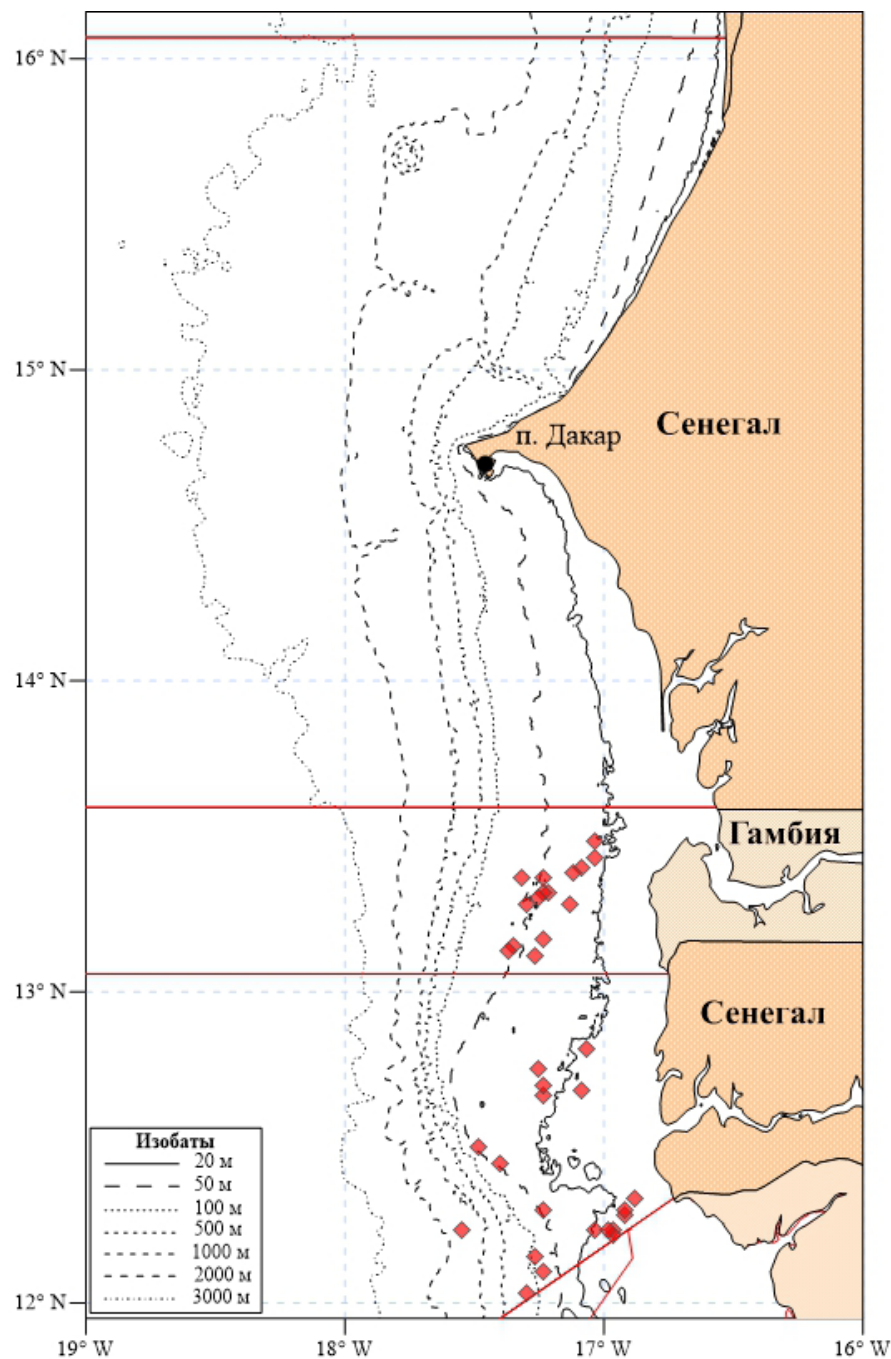 16° N
15° N
п. Дакар
Сенегал
14° N
Гамбия
13° N
Сенегал
Изобаты
20 м
50 м
100 м
500 м
1000 м
2000 м
3000 м
12° N
19° W
18° W
17° W
16° W